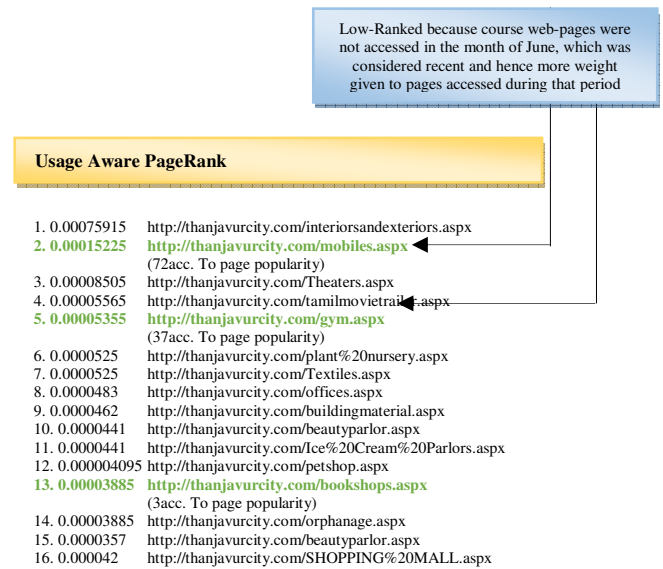 Low-Ranked because course web-pages were
not accessed in the month of June, which was
considered recent and hence more weight
given to pages accessed during that period
Usage Aware PageRank
1. 0.00075915 http://thanjavurcity.com/interiorsandexteriors.aspx
2. 0.00015225 http://thanjavurcity.com/mobiles.aspx
(72acc. To page popularity)
3. 0.00008505 http://thanjavurcity.com/Theaters.aspx
4. 0.00005565 http://thanjavurcity.com/tamilmovietrailer.aspx
5. 0.00005355 http://thanjavurcity.com/gym.aspx
(37acc. To page popularity)
6. 0.0000525 http://thanjavurcity.com/plant%20nursery.aspx
7. 0.0000525 http://thanjavurcity.com/Textiles.aspx
8. 0.0000483 http://thanjavurcity.com/offices.aspx
9. 0.0000462 http://thanjavurcity.com/buildingmaterial.aspx
10. 0.0000441 http://thanjavurcity.com/beautyparlor.aspx
11. 0.0000441 http://thanjavurcity.com/Ice%20Cream%20Parlors.aspx
12. 0.000004095 http://thanjavurcity.com/petshop.aspx
13. 0.00003885 http://thanjavurcity.com/bookshops.aspx
(3acc. To page popularity)
14. 0.00003885 http://thanjavurcity.com/orphanage.aspx
15. 0.0000357 http://thanjavurcity.com/beautyparlor.aspx
16. 0.000042 http://thanjavurcity.com/SHOPPING%20MALL.aspx